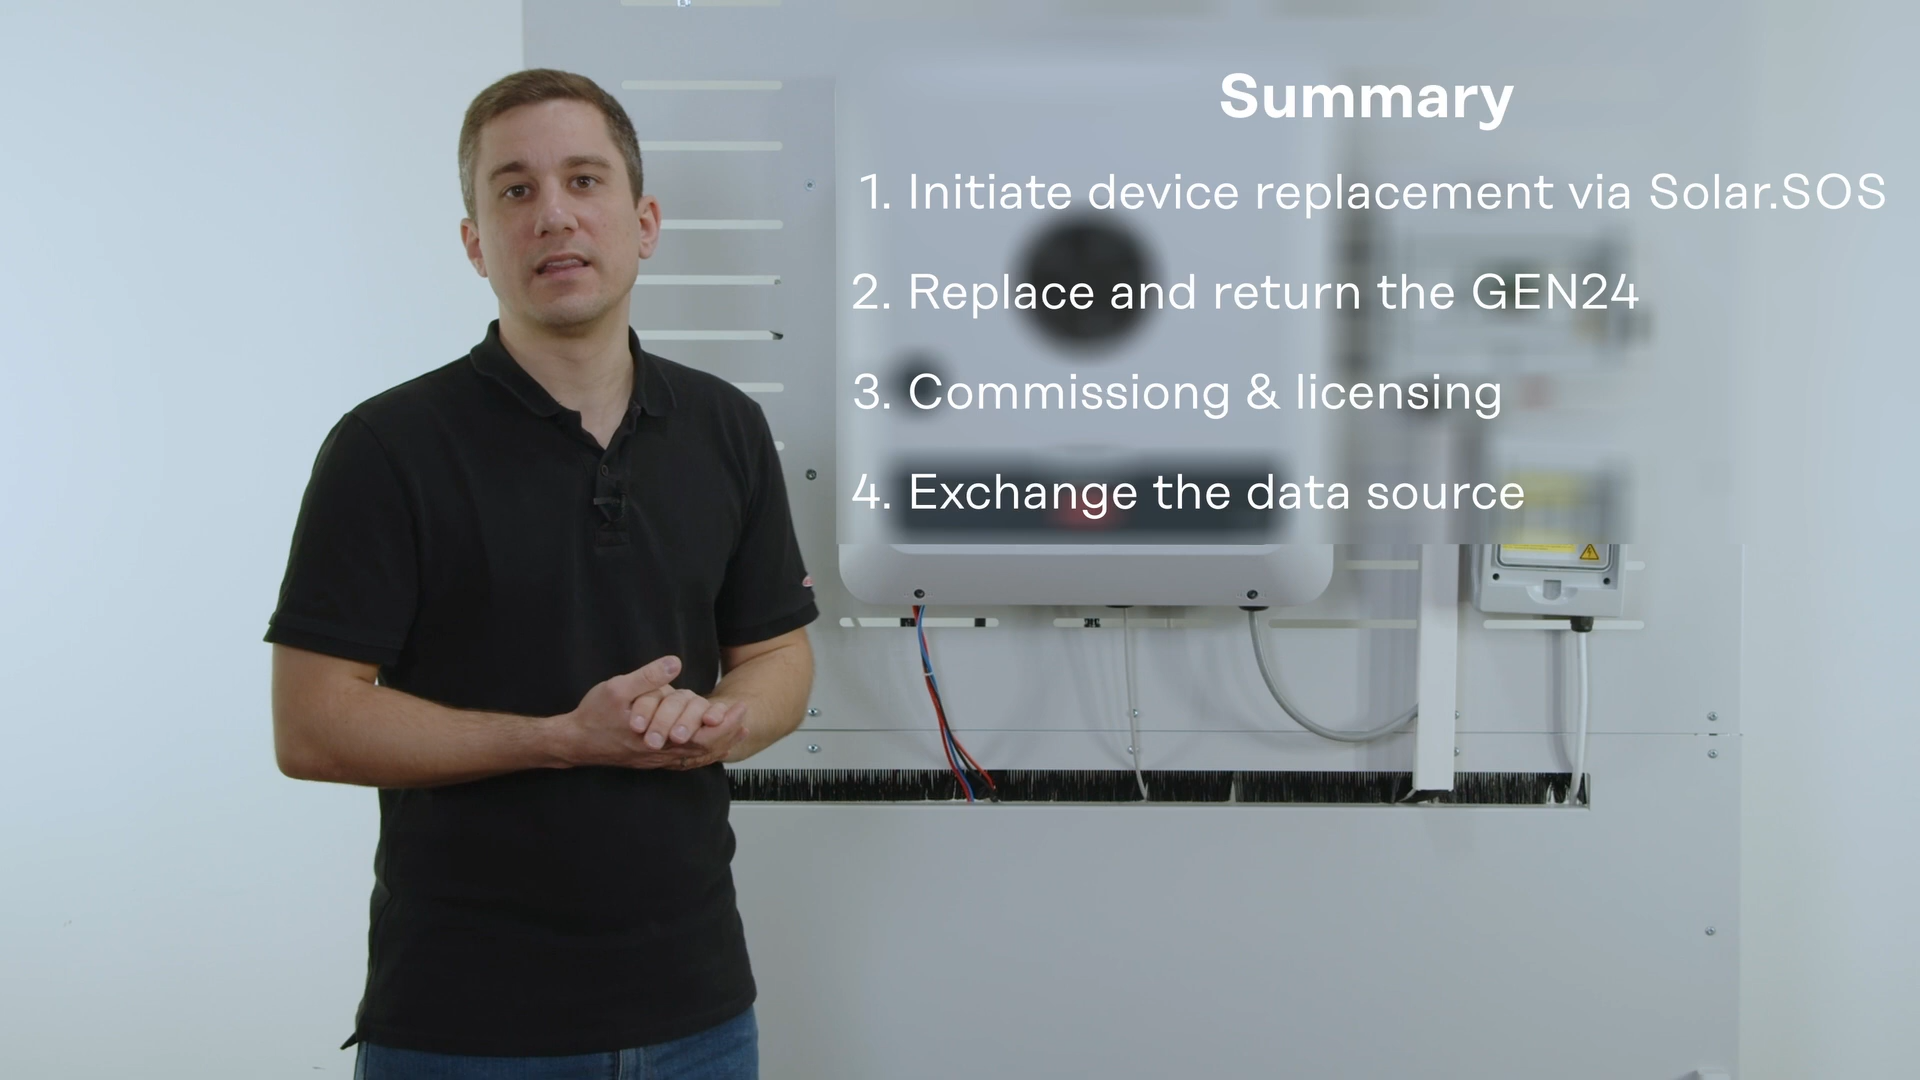 Summary
1. Initiate device replacement via Solar.SOS
2. Replace and return the GEN24
3. Commissiong & licensing
4. Exchange the data source